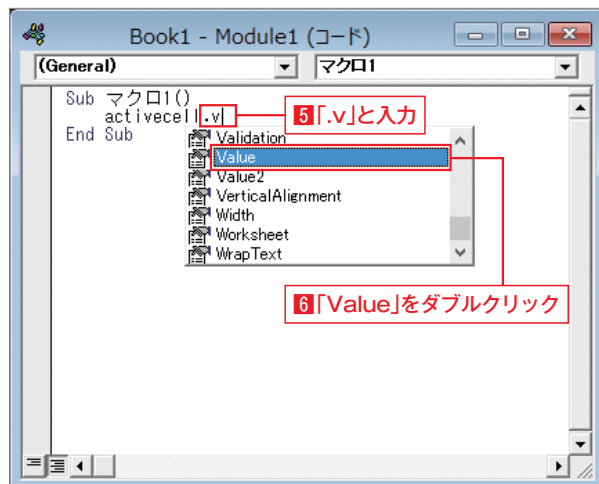 Book1 - Module1 (コード)
(General)
マクロ1
Sub マクロ1()
activecell.v
End Sub
5「.v」と入力
Validation
Value
Value2
VerticalAlignment
Width
Worksheet
WrapText
6「Value」をダブルクリック